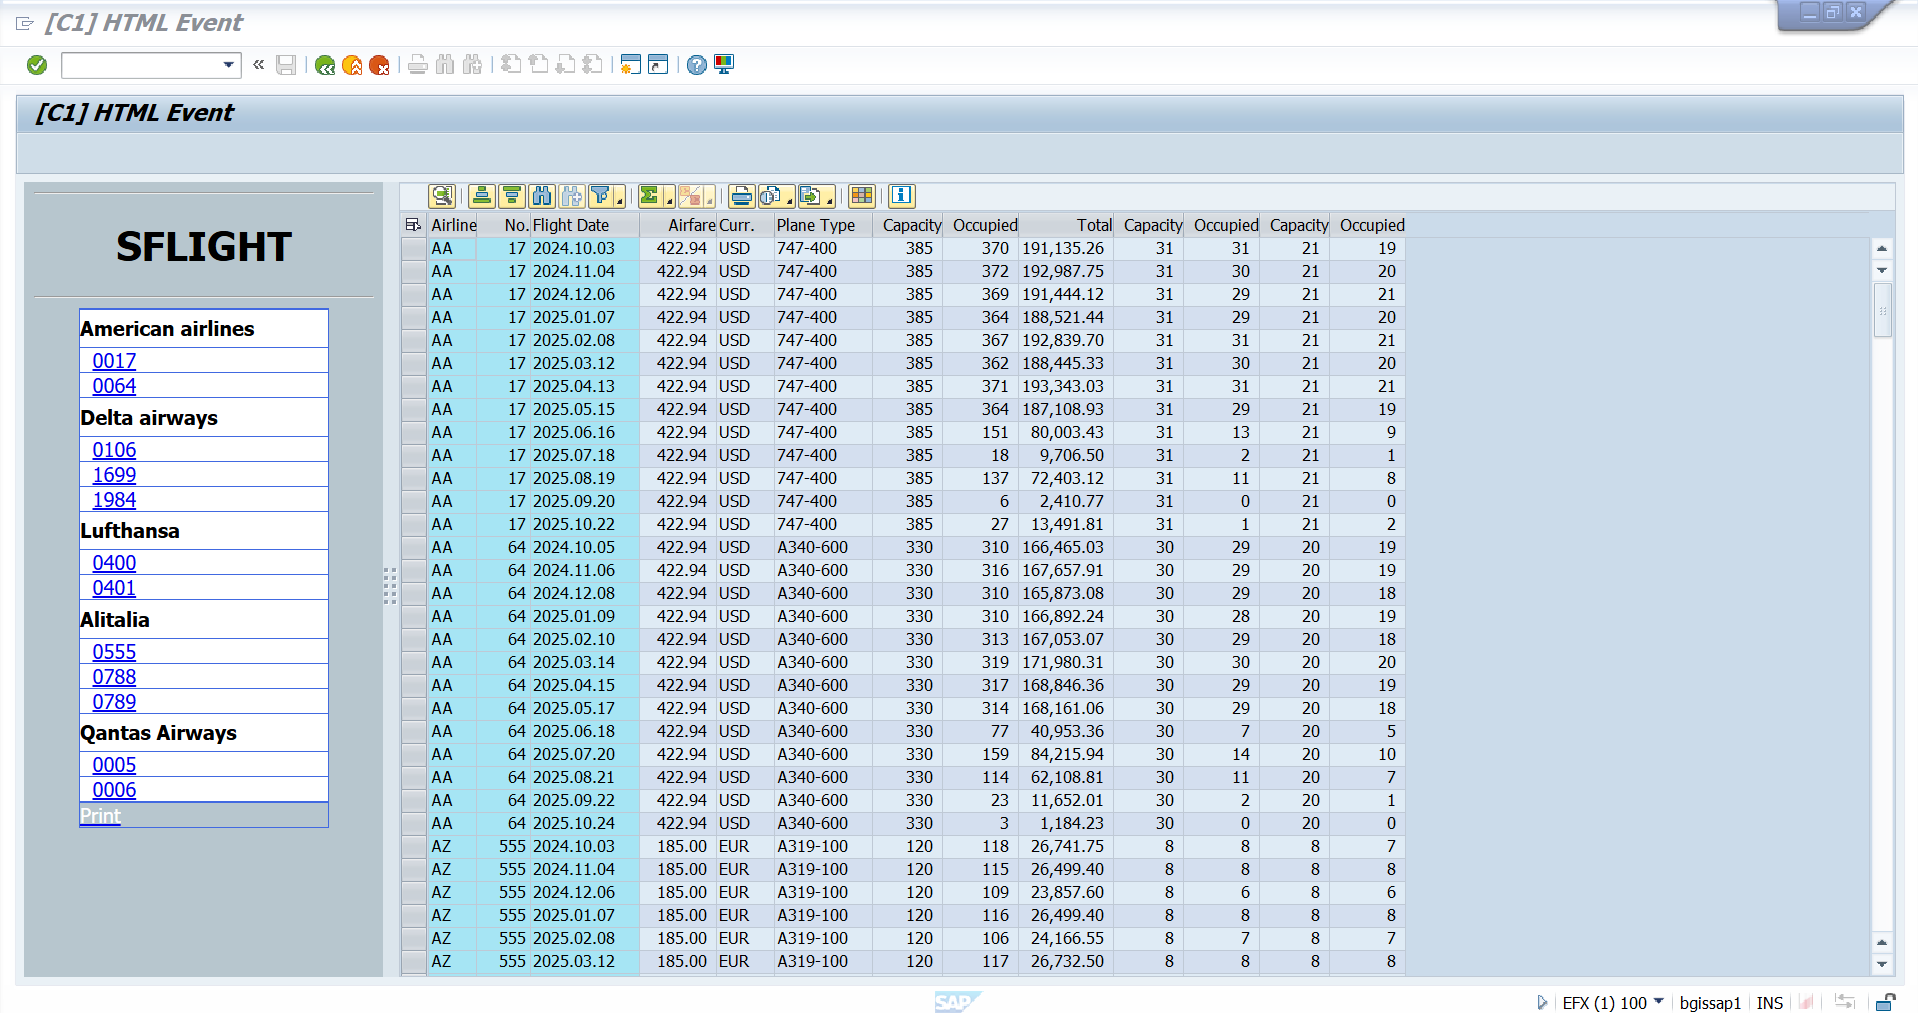 [C1] HTML Event
[C1] HTML Event
SFLIGHT
American airlines
0017
0064
Delta airways
0106
1699
1984
Lufthansa
0400
0401
Alitalia
0555
0788
0789
Qantas Airways
0005
0006
Print
Airline No. Flight Date Airfare Curr. Plane Type Capacity Occupied Total Capacity Occupied Capacity Occupied
AA 17 2024.10.03 422.94 USD 747-400 385 370 191,135.26 31 31 21 19
AA 17 2024.11.04 422.94 USD 747-400 385 372 192,987.75 31 30 21 20
AA 17 2024.12.06 422.94 USD 747-400 385 369 191,444.12 31 29 21 21
AA 17 2025.01.07 422.94 USD 747-400 385 364 188,521.44 31 29 21 20
AA 17 2025.02.08 422.94 USD 747-400 385 367 192,839.70 31 31 21 21
AA 17 2025.03.12 422.94 USD 747-400 385 362 188,445.33 31 30 21 20
AA 17 2025.04.13 422.94 USD 747-400 385 371 193,343.03 31 31 21 21
AA 17 2025.05.15 422.94 USD 747-400 385 364 187,108.93 31 29 21 19
AA 17 2025.06.16 422.94 USD 747-400 385 151 80,003.43 31 13 21 9
AA 17 2025.07.18 422.94 USD 747-400 385 18 9,706.50 31 2 21 1
AA 17 2025.08.19 422.94 USD 747-400 385 137 72,403.12 31 11 21 8
AA 17 2025.09.20 422.94 USD 747-400 385 6 2,410.77 31 0 21 0
AA 17 2025.10.22 422.94 USD 747-400 385 27 13,491.81 31 1 21 2
AA 64 2024.10.05 422.94 USD A340-600 330 310 166,465.03 30 29 20 19
AA 64 2024.11.06 422.94 USD A340-600 330 316 167,657.91 30 29 20 19
AA 64 2024.12.08 422.94 USD A340-600 330 310 165,873.08 30 29 20 18
AA 64 2025.01.09 422.94 USD A340-600 330 310 166,892.24 30 28 20 19
AA 64 2025.02.10 422.94 USD A340-600 330 313 167,053.07 30 29 20 18
AA 64 2025.03.14 422.94 USD A340-600 330 319 171,980.31 30 30 20 20
AA 64 2025.04.15 422.94 USD A340-600 330 317 168,846.36 30 29 20 19
AA 64 2025.05.17 422.94 USD A340-600 330 314 168,161.06 30 29 20 18
AA 64 2025.06.18 422.94 USD A340-600 330 77 40,953.36 30 7 20 5
AA 64 2025.07.20 422.94 USD A340-600 330 159 84,215.94 30 14 20 10
AA 64 2025.08.21 422.94 USD A340-600 330 114 62,108.81 30 11 20 7
AA 64 2025.09.22 422.94 USD A340-600 330 23 11,652.01 30 2 20 1
AA 64 2025.10.24 422.94 USD A340-600 330 3 1,184.23 30 0 20 0
AZ 555 2024.10.03 185.00 EUR A319-100 120 118 26,741.75 8 8 8 7
AZ 555 2024.11.04 185.00 EUR A319-100 120 115 26,499.40 8 8 8 8
AZ 555 2024.12.06 185.00 EUR A319-100 120 109 23,857.60 8 6 8 6
AZ 555 2025.01.07 185.00 EUR A319-100 120 116 26,499.40 8 8 8 8
AZ 555 2025.02.08 185.00 EUR A319-100 120 106 24,166.55 8 7 8 7
AZ 555 2025.03.12 185.00 EUR A319-100 120 117 26,732.50 8 8 8 8
SAP EFX (1) 100 bgissap1 INS